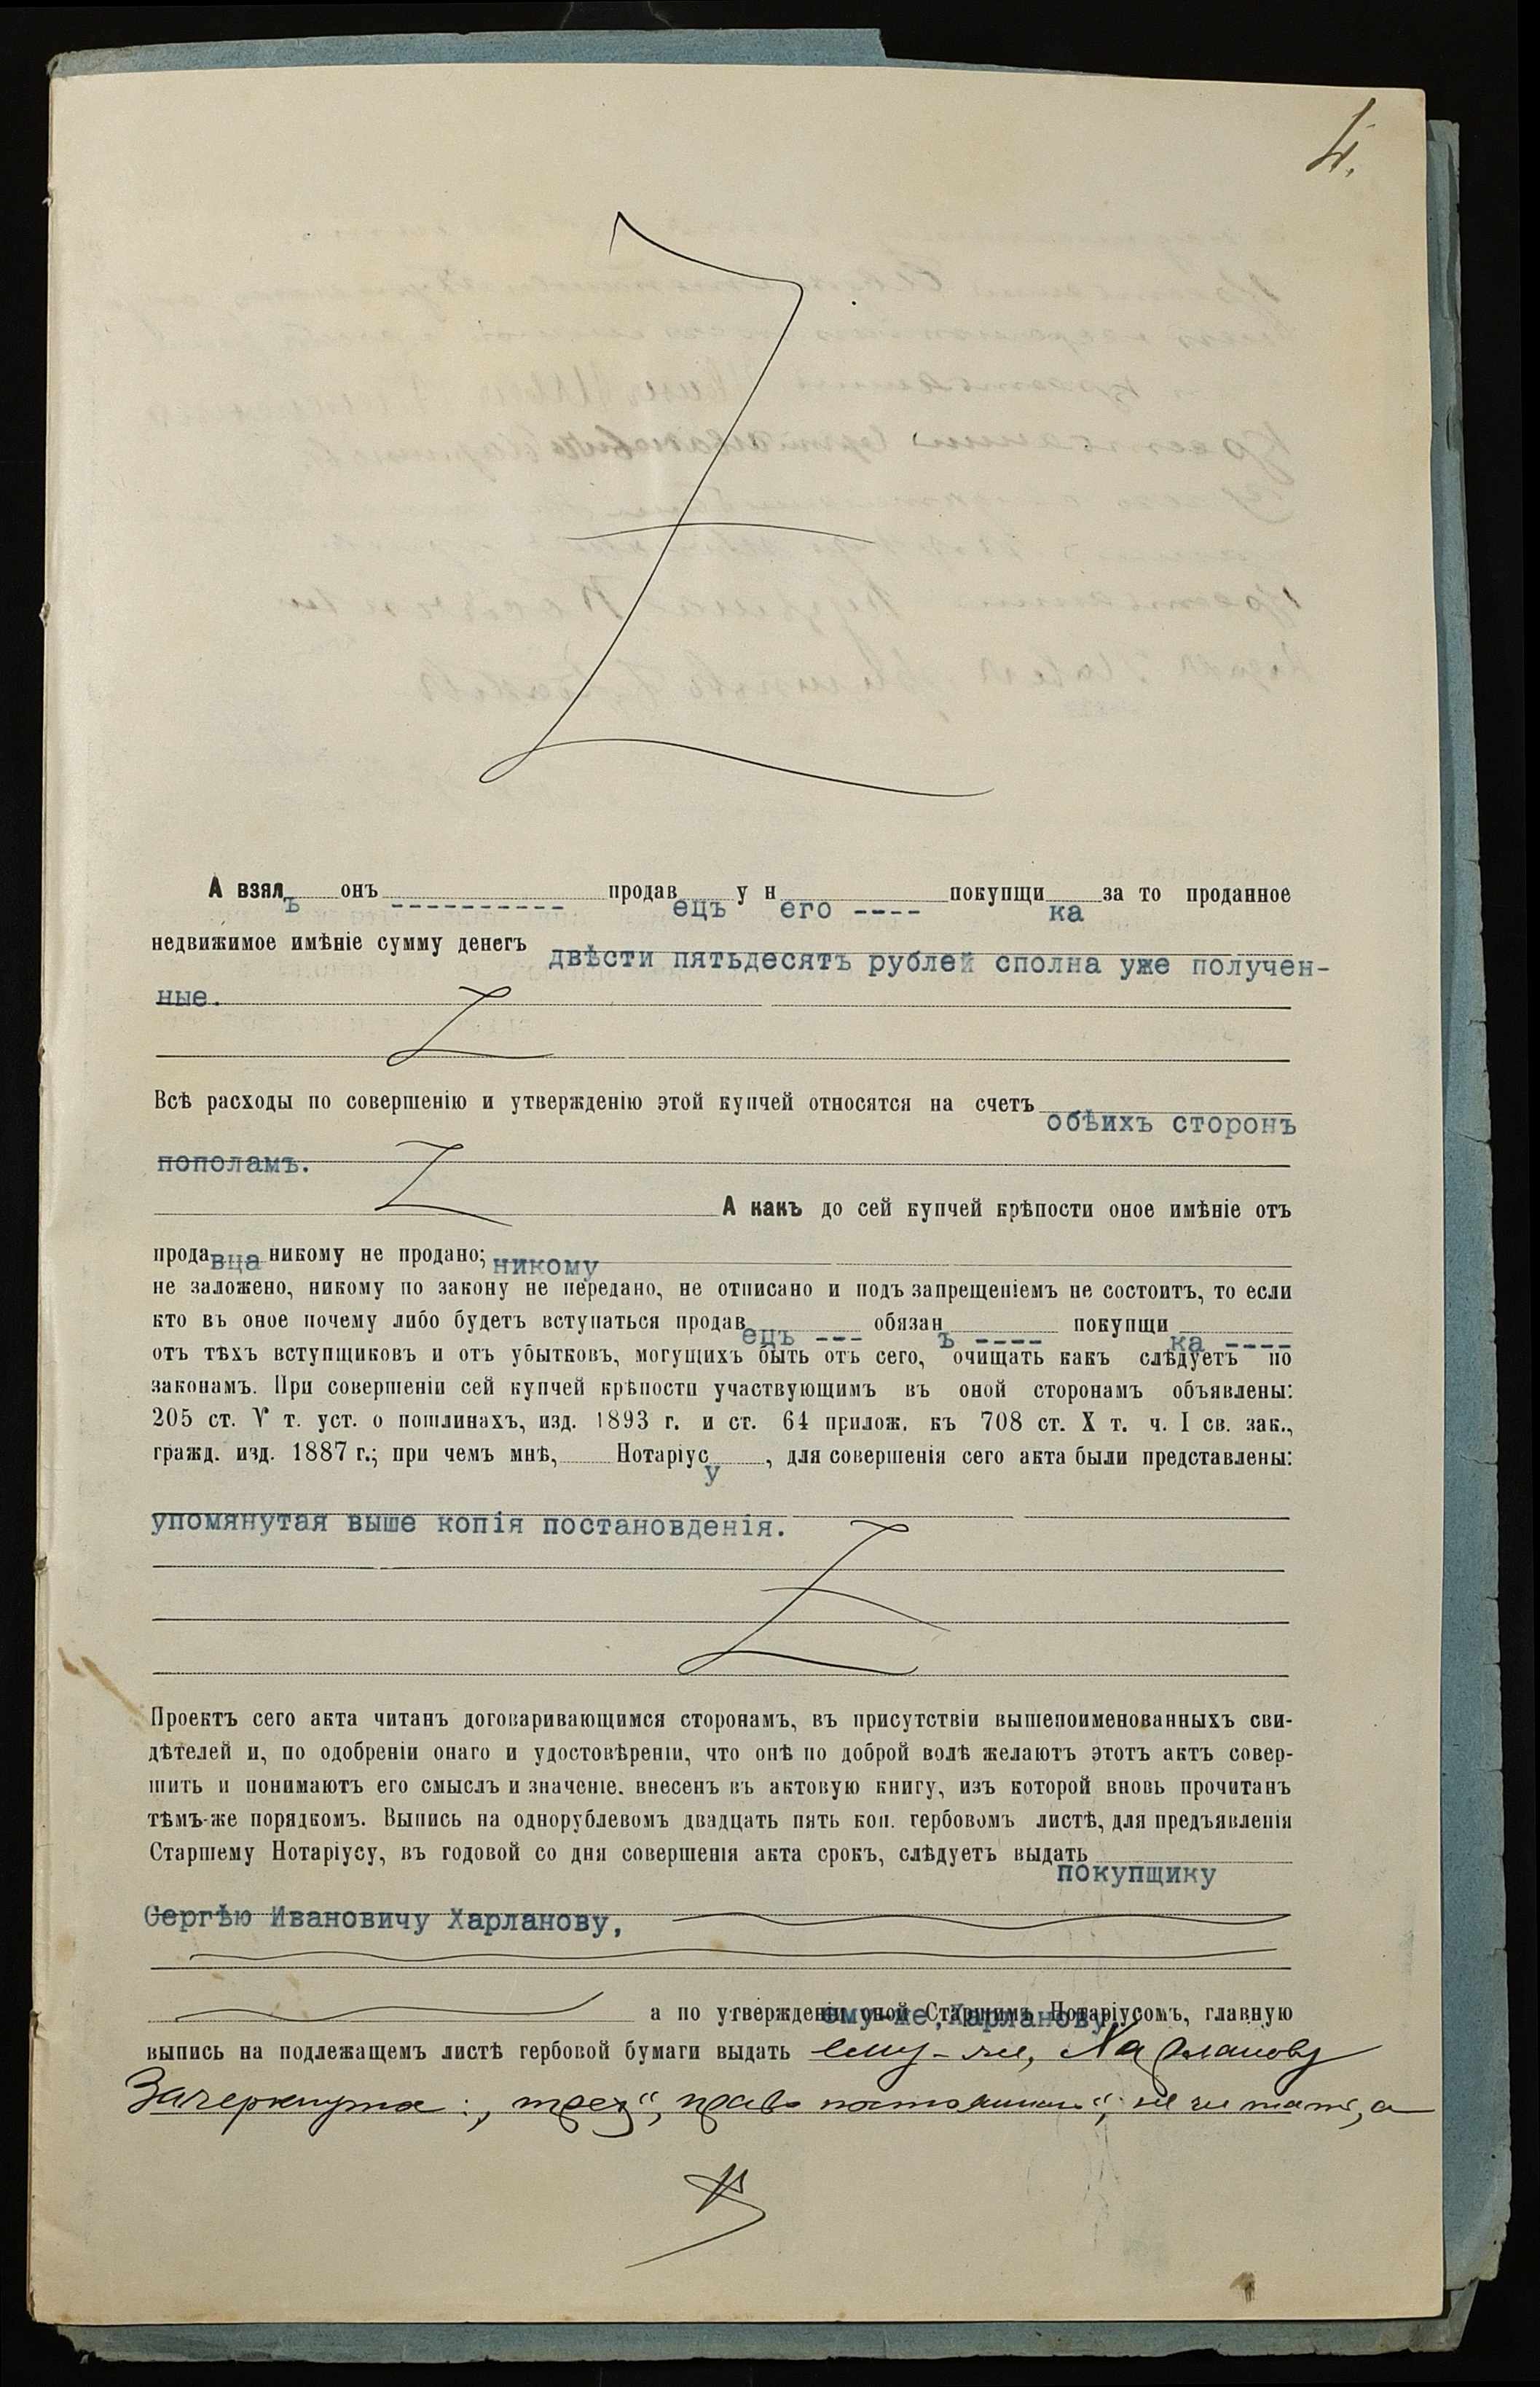 4.
А взялъ онъ ---------- продавецъ у него ---- покупщика за то проданное
недвижимое имѣніе сумму денегъ двѣсти пятьдесятъ рублей сполна уже получен-
ные.
Всѣ расходы по совершенію и утвержденію этой купчей относятся на счетъ обѣихъ сторонъ
пополамъ.
А какъ до сей купчей крѣпости оное имѣніе отъ
продавца никому не продано; никому
не заложено, никому по закону не передано, не отписано и подъ запрещеніемъ не состоитъ, то если
кто въ оное почему либо будетъ вступаться продавецъ --- обязанъ ---- покупщика ----
отъ тѣхъ вступщиковъ и отъ убытковъ, могущихъ быть отъ сего, очищать какъ слѣдуетъ по
законамъ. При совершеніи сей купчей крѣпости участвующимъ въ оной сторонамъ объявлены:
205 ст. V т. уст. о пошлинахъ, изд. 1893 г. и ст. 64 прилож. къ 708 ст. X т. ч. I св. зак.,
гражд. изд. 1887 г.; при чемъ мнѣ, Нотаріусу, для совершенія сего акта были представлены:
упомянутая выше копія постановденія.
Проектъ сего акта читанъ договаривающимся сторонамъ, въ присутствіи вышепоименованныхъ сви-
дѣтелей и, по одобреніи онаго и удостовѣреніи, что онѣ по доброй волѣ желаютъ этотъ актъ совер-
шить и понимаютъ его смыслъ и значеніе. внесенъ въ актовую книгу, изъ которой вновь прочитанъ
тѣмъ-же порядкомъ. Выпись на однорублевомъ двадцать пять коп. гербовомъ листѣ, для предъявленія
Старшему Нотаріусу, въ годовой со дня совершенія акта срокъ, слѣдуетъ выдать покупщику
Сергѣю Ивановичу Харланову,
а по утвержденіи оной Старшимъ Нотаріусомъ, главную
ему-же, Харланову,
выпись на подлежащемъ листѣ гербовой бумаги выдать ему-же, Харланову
Зачеркнутое: „трез", „право постоянного", не читать, а